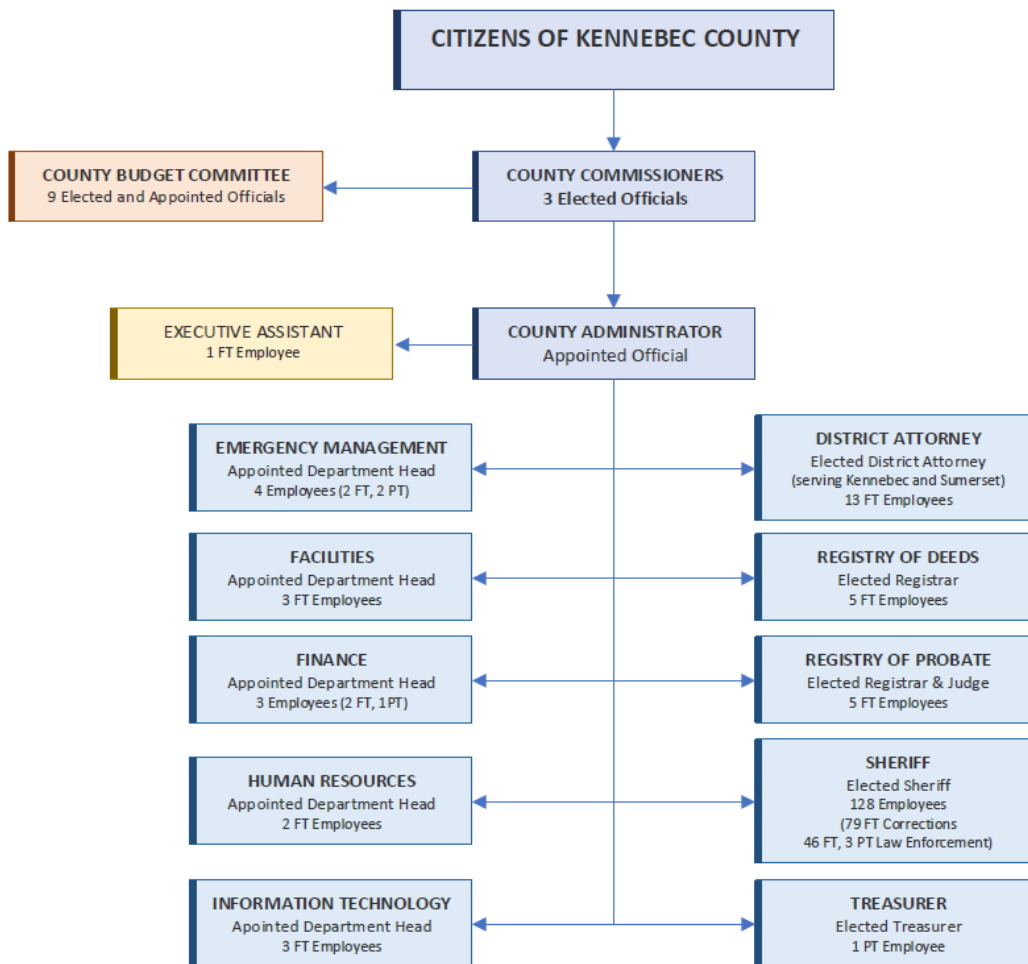 CITIZENS OF KENNEBEC COUNTY
COUNTY BUDGET COMMITTEE
9 Elected and Appointed Officials
COUNTY COMMISSIONERS
3 Elected Officials
EXECUTIVE ASSISTANT
1 FT Employee
COUNTY ADMINISTRATOR
Appointed Official
EMERGENCY MANAGEMENT
Appointed Department Head
4 Employees (2 FT, 2 PT)
DISTRICT ATTORNEY
Elected District Attorney
(serving Kennebec and Sumerset)
13 FT Employees
FACILITIES
Appointed Department Head
3 FT Employees
REGISTRY OF DEEDS
Elected Registrar
5 FT Employees
FINANCE
Appointed Department Head
3 Employees (2 FT, 1PT)
REGISTRY OF PROBATE
Elected Registrar & Judge
5 FT Employees
HUMAN RESOURCES
Appointed Department Head
2 FT Employees
SHERIFF
Elected Sheriff
128 Employees
(79 FT Corrections
46 FT, 3 PT Law Enforcement)
INFORMATION TECHNOLOGY
Apointed Department Head
3 FT Employees
TREASURER
Elected Treasurer
1 PT Employee